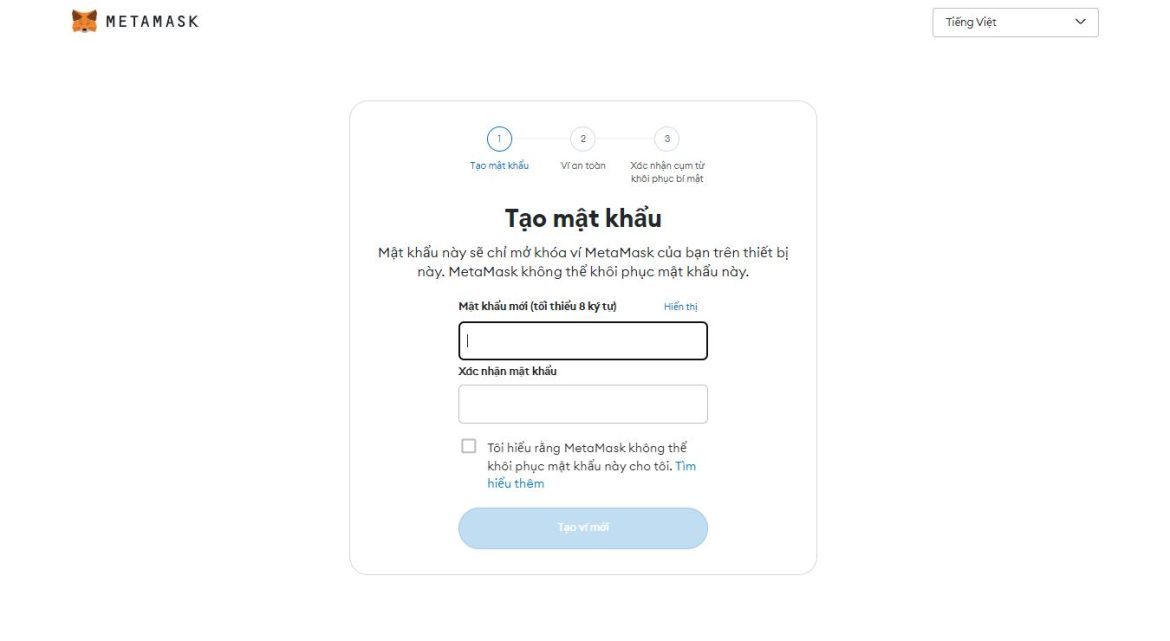 METAMASK
Tiếng Việt
1
2
3
Tạo mật khẩu
Ví an toàn
Xác nhận cụm từ
khôi phục bí mật
Tạo mật khẩu
Mật khẩu này sẽ chỉ mở khóa ví MetaMask của bạn trên thiết bị
này. MetaMask không thể khôi phục mật khẩu này.
Mật khẩu mới (tối thiểu 8 ký tự)
Hiển thị
Xác nhận mật khẩu
Tôi hiểu rằng MetaMask không thể
khôi phục mật khẩu này cho tôi. Tìm
hiểu thêm
Tạo ví mới